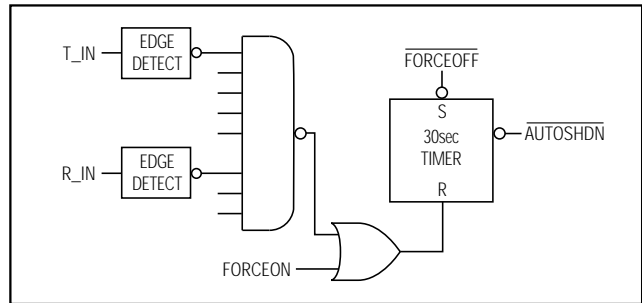 T_IN
EDGE
DETECT
R_IN
EDGE
DETECT
FORCEON
FORCEOFF
S
30sec
TIMER
R
AUTOSHDN